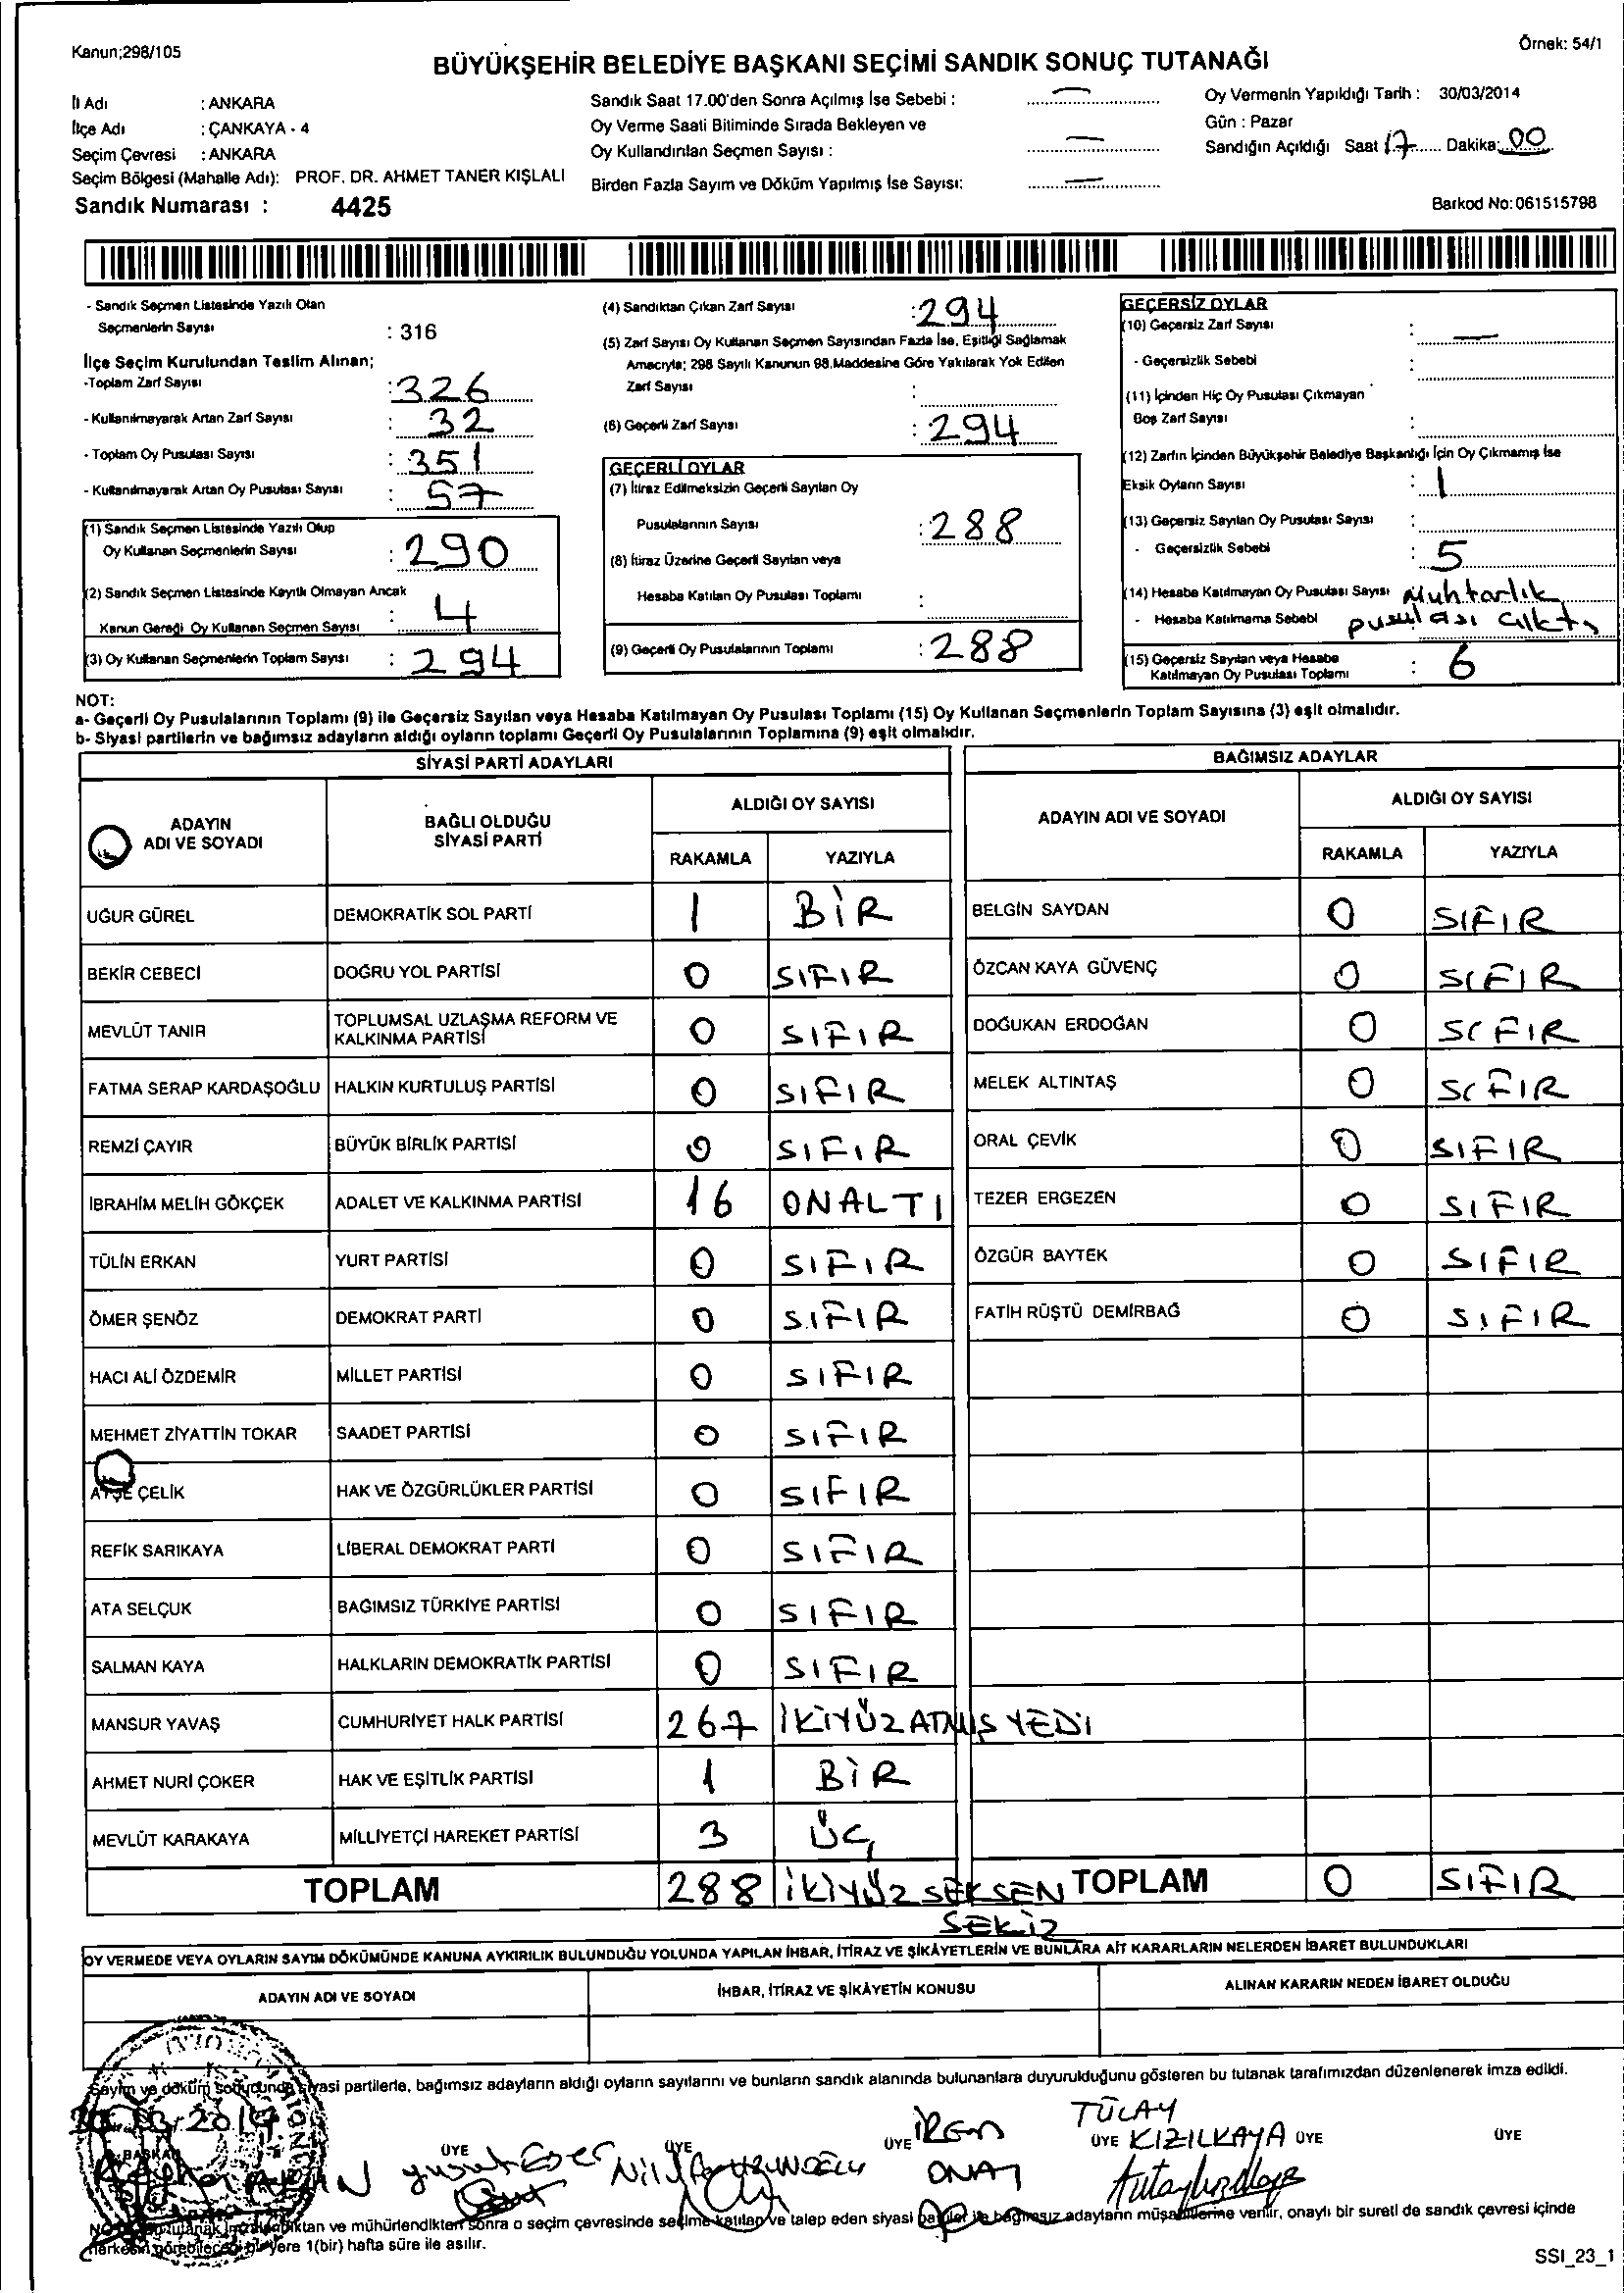 Kanun;298/105
Örnek: 54/1
BÜYÜKŞEHİR BELEDİYE BAŞKANI SEÇİMİ SANDIK SONUÇ TUTANAĞI
İl Adı : ANKARA
İlçe Adı : ÇANKAYA - 4
Seçim Çevresi : ANKARA
Seçim Bölgesi (Mahalle Adı): PROF. DR. AHMET TANER KIŞLALI
Sandık Numarası : 4425
Sandık Saat 17.00'den Sonra Açılmış İse Sebebi : —
Oy Verme Saati Bitiminde Sırada Bekleyen ve
Oy Kullandırılan Seçmen Sayısı : —
Birden Fazla Sayım ve Döküm Yapılmış İse Sayısı: —
Oy Vermenin Yapıldığı Tarih : 30/03/2014
Gün : Pazar
Sandığın Açıldığı Saat 17 Dakika: 00
Barkod No: 061515798
- Sandık Seçmen Listesinde Yazılı Olan
Seçmenlerin Sayısı : 316
İlçe Seçim Kurulundan Teslim Alınan;
-Toplam Zarf Sayısı : 326
- Kullanılmayarak Artan Zarf Sayısı : 32
- Toplam Oy Pusulası Sayısı : 351
- Kullanılmayarak Artan Oy Pusulası Sayısı : 57
(1) Sandık Seçmen Listesinde Yazılı Olup
Oy Kullanan Seçmenlerin Sayısı : 290
(2) Sandık Seçmen Listesinde Kayıtlı Olmayan Ancak
Kanun Gereği Oy Kullanan Seçmen Sayısı : 4
(3) Oy Kullanan Seçmenlerin Toplam Sayısı : 294
(4) Sandıktan Çıkan Zarf Sayısı : 294
(5) Zarf Sayısı Oy Kullanan Seçmen Sayısından Fazla İse, Eşitliği Sağlamak
Amacıyla; 298 Sayılı Kanunun 98.Maddesine Göre Yakılarak Yok Edilen
Zarf Sayısı :
(6) Geçerli Zarf Sayısı : 294
GEÇERLİ OYLAR
(7) İtiraz Edilmeksizin Geçerli Sayılan Oy
Pusulalarının Sayısı : 288
(8) İtiraz Üzerine Geçerli Sayılan veya
Hesaba Katılan Oy Pusulası Toplamı :
(9) Geçerli Oy Pusulalarının Toplamı : 288
GEÇERSİZ OYLAR
(10) Geçersiz Zarf Sayısı : —
- Geçersizlik Sebebi :
(11) İçinden Hiç Oy Pusulası Çıkmayan
Boş Zarf Sayısı :
(12) Zarfın İçinden Büyükşehir Belediye Başkanlığı İçin Oy Çıkmamış İse
Eksik Oyların Sayısı : 1
(13) Geçersiz Sayılan Oy Pusulası Sayısı :
- Geçersizlik Sebebi : 5
(14) Hesaba Katılmayan Oy Pusulası Sayısı Muhtarlık
- Hesaba Katılmama Sebebi pusulası çıktı
(15) Geçersiz Sayılan veya Hesaba
Katılmayan Oy Pusulası Toplamı : 6
NOT:
a- Geçerli Oy Pusulalarının Toplamı (9) ile Geçersiz Sayılan veya Hesaba Katılmayan Oy Pusulası Toplamı (15) Oy Kullanan Seçmenlerin Toplam Sayısına (3) eşit olmalıdır.
b- Siyasi partilerin ve bağımsız adayların aldığı oyların toplamı Geçerli Oy Pusulalarının Toplamına (9) eşit olmalıdır.
SİYASİ PARTİ ADAYLARI
ADAYIN ADI VE SOYADI BAĞLI OLDUĞU SİYASİ PARTİ ALDIĞI OY SAYISI
RAKAMLA YAZIYLA
UĞUR GÜREL DEMOKRATİK SOL PARTİ 1 BİR
BEKİR CEBECİ DOĞRU YOL PARTİSİ 0 SIFIR
MEVLÜT TANIR TOPLUMSAL UZLAŞMA REFORM VE KALKINMA PARTİSİ 0 SIFIR
FATMA SERAP KARDAŞOĞLU HALKIN KURTULUŞ PARTİSİ 0 SIFIR
REMZİ ÇAYIR BÜYÜK BİRLİK PARTİSİ 0 SIFIR
İBRAHİM MELİH GÖKÇEK ADALET VE KALKINMA PARTİSİ 16 ONALTI
TÜLİN ERKAN YURT PARTİSİ 0 SIFIR
ÖMER ŞENÖZ DEMOKRAT PARTİ 0 SIFIR
HACI ALİ ÖZDEMİR MİLLET PARTİSİ 0 SIFIR
MEHMET ZİYATTİN TOKAR SAADET PARTİSİ 0 SIFIR
AYŞE ÇELİK HAK VE ÖZGÜRLÜKLER PARTİSİ 0 SIFIR
REFİK SARIKAYA LİBERAL DEMOKRAT PARTİ 0 SIFIR
ATA SELÇUK BAĞIMSIZ TÜRKİYE PARTİSİ 0 SIFIR
SALMAN KAYA HALKLARIN DEMOKRATİK PARTİSİ 0 SIFIR
MANSUR YAVAŞ CUMHURİYET HALK PARTİSİ 267 İKİYÜZATMIŞYEDİ
AHMET NURİ ÇOKER HAK VE EŞİTLİK PARTİSİ 1 BİR
MEVLÜT KARAKAYA MİLLİYETÇİ HAREKET PARTİSİ 3 ÜÇ
TOPLAM 288 İKİYÜZ SEKSEN
SEKİZ
BAĞIMSIZ ADAYLAR
ADAYIN ADI VE SOYADI ALDIĞI OY SAYISI
RAKAMLA YAZIYLA
BELGİN SAYDAN 0 SIFIR
ÖZCAN KAYA GÜVENÇ 0 SIFIR
DOĞUKAN ERDOĞAN 0 SIFIR
MELEK ALTINTAŞ 0 SIFIR
ORAL ÇEVİK 0 SIFIR
TEZER ERGEZEN 0 SIFIR
ÖZGÜR BAYTEK 0 SIFIR
FATİH RÜŞTÜ DEMİRBAĞ 0 SIFIR
TOPLAM 0 SIFIR
OY VERMEDE VEYA OYLARIN SAYIM DÖKÜMÜNDE KANUNA AYKIRILIK BULUNDUĞU YOLUNDA YAPILAN İHBAR, İTİRAZ VE ŞİKÂYETLERİN VE BUNLARA AİT KARARLARIN NELERDEN İBARET BULUNDUKLARI
ADAYIN ADI VE SOYADI İHBAR, İTİRAZ VE ŞİKÂYETİN KONUSU ALINAN KARARIN NEDEN İBARET OLDUĞU
Sayım ve döküm sonucunda siyasi partilerle, bağımsız adayların aldığı oyların sayılarını ve bunların sandık alanında bulunanlara duyurulduğunu gösteren bu tutanak tarafımızdan düzenlenerek imza edildi.
30.03.2014
BAŞKAN ÜYE ÜYE ÜYE ÜYE ÜYE ÜYE
İREM
ONAT
TÜLAY
KIZILKAYA
NOT: Bu tutanak imzalandıktan ve mühürlendikten sonra o seçim çevresinde seçime katılan ve talep eden siyasi partiler ile bağımsız adayların müşahitlerine verilir, onaylı bir sureti de sandık çevresi içinde
herkesin görebileceği bir yere 1(bir) hafta süre ile asılır.
SSI_23_1